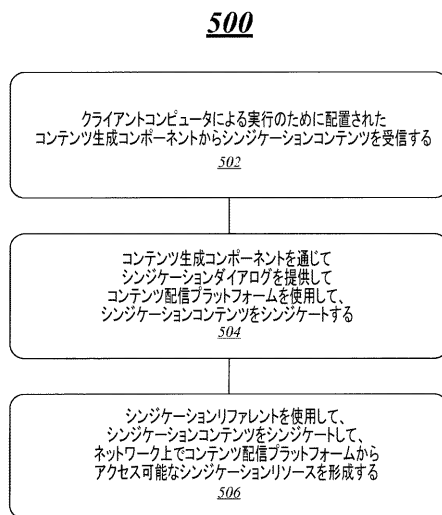 500
クライアントコンピュータによる実行のために配置された
コンテンツ生成コンポーネントからシンジケーションコンテンツを受信する
502
コンテンツ生成コンポーネントを通じて
シンジケーションダイアログを提供して
コンテンツ配信プラットフォームを使用して、
シンジケーションコンテンツをシンジケートする
504
シンジケーションリファレントを使用して、
シンジケーションコンテンツをシンジケートして、
ネットワーク上でコンテンツ配信プラットフォームから
アクセス可能なシンジケーションリソースを形成する
506